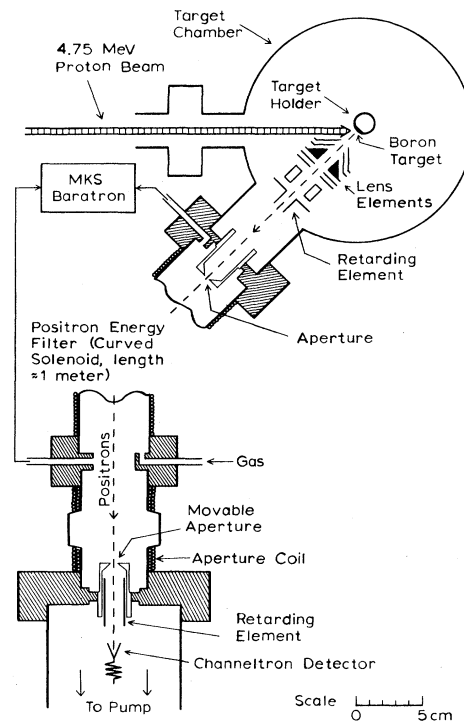 Target
Chamber
4.75 MeV
Proton Beam
Target
Holder
Boron
Target
MKS
Baratron
Lens
Elements
Retarding
Element
Aperture
Positron Energy
Filter (Curved
Solenoid, length
≈1 meter)
Positrons
Gas
Movable
Aperture
Aperture Coil
Retarding
Element
Channeltron Detector
To Pump
Scale
0 5cm